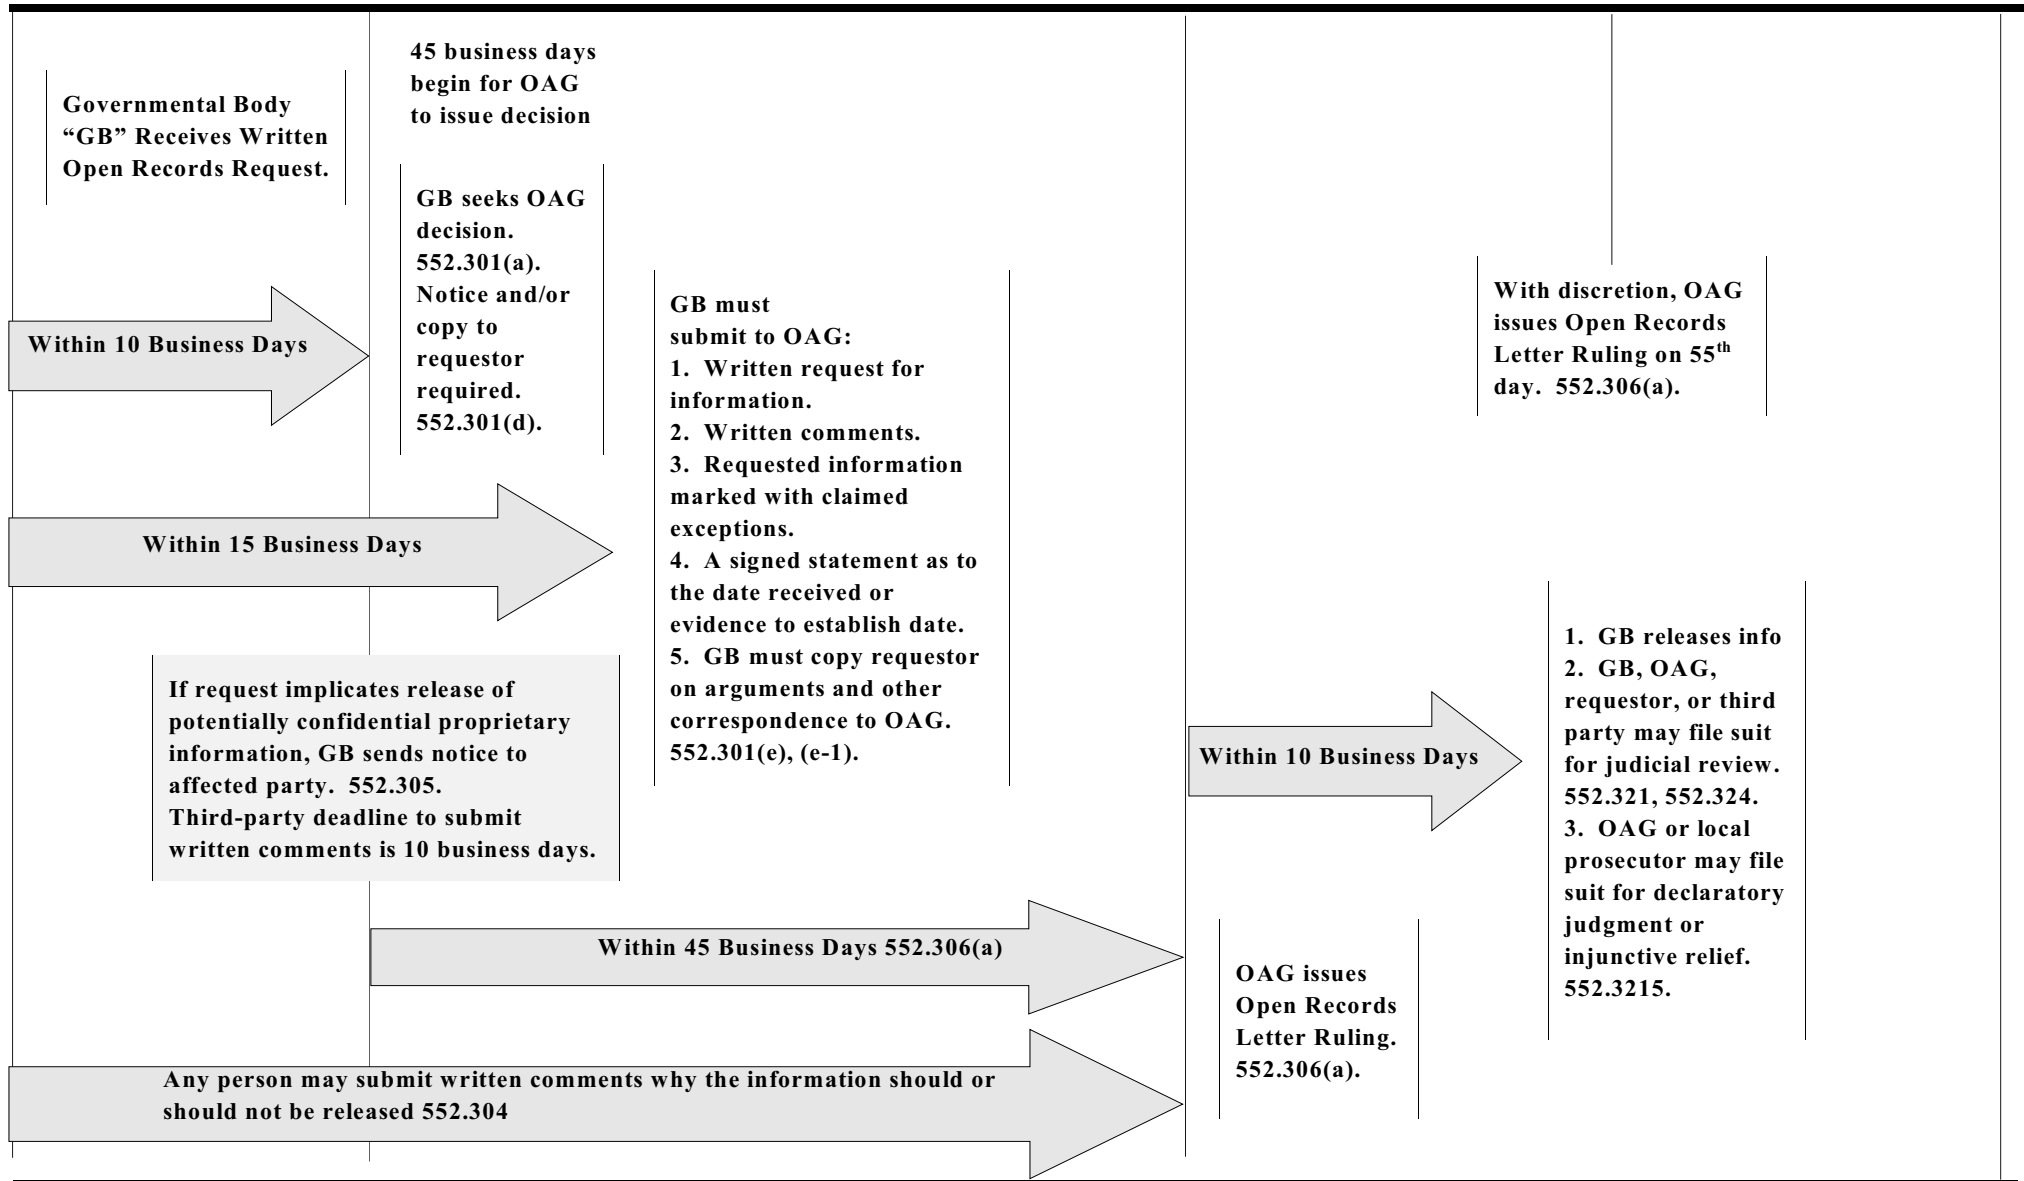 45 business days
begin for OAG
to issue decision
Governmental Body
“GB” Receives Written
Open Records Request.
GB seeks OAG
decision.
552.301(a).
Notice and/or
copy to
requestor
required.
552.301(d).
Within 10 Business Days
GB must
submit to OAG:
1. Written request for
information.
2. Written comments.
3. Requested information
marked with claimed
exceptions.
4. A signed statement as to
the date received or
evidence to establish date.
5. GB must copy requestor
on arguments and other
correspondence to OAG.
552.301(e), (e-1).
With discretion, OAG
issues Open Records
Letter Ruling on 55th
day. 552.306(a).
Within 15 Business Days
If request implicates release of
potentially confidential proprietary
information, GB sends notice to
affected party. 552.305.
Third-party deadline to submit
written comments is 10 business days.
Within 10 Business Days
1. GB releases info
2. GB, OAG,
requestor, or third
party may file suit
for judicial review.
552.321, 552.324.
3. OAG or local
prosecutor may file
suit for declaratory
judgment or
injunctive relief.
552.3215.
Within 45 Business Days 552.306(a)
OAG issues
Open Records
Letter Ruling.
552.306(a).
Any person may submit written comments why the information should or
should not be released 552.304